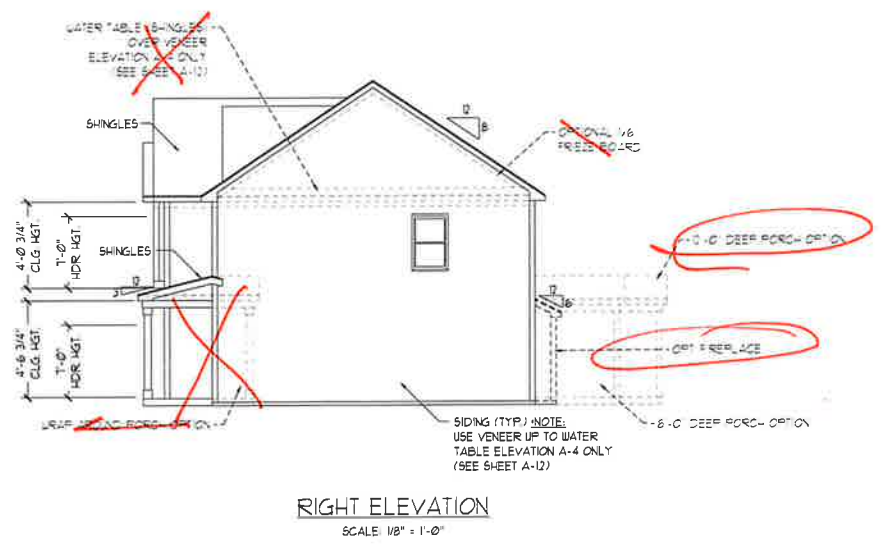 WATER TABLE (SHINGLES)
OVER VENEER
ELEVATION A-4 ONLY
(SEE SHEET A-12)
SHINGLES
12
8
OPTIONAL 1x6
FRIEZE BOARD
4'-0 3/4"
CLG HGT.
7'-0"
HDR. HGT.
SHINGLES
12
3
DEEP PORCH OPTION
12
6
4'-6 3/4"
CLG HGT.
7'-0"
HDR. HGT.
OPT FIREPLACE
WRAP AROUND PORCH OPTION
SIDING (TYP.) NOTE:
USE VENEER UP TO WATER
TABLE ELEVATION A-4 ONLY
(SEE SHEET A-12)
8'-0" DEEP PORCH OPTION
RIGHT ELEVATION
SCALE: 1/8" = 1'-0"